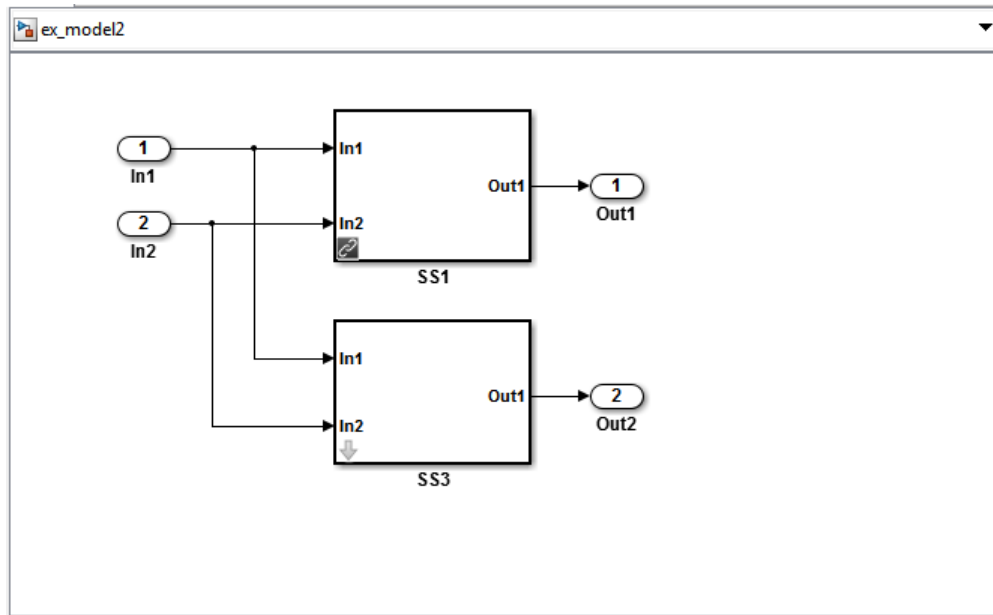 ex_model2
1
In1
2
In2
In1
In2
Out1
SS1
1
Out1
In1
In2
Out1
SS3
2
Out2